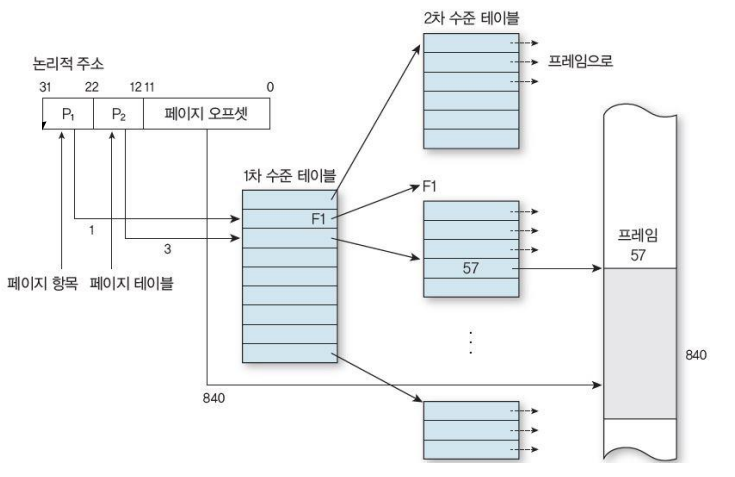 2차 수준 테이블
프레임으로
논리적 주소
31 22 12 11 0
P₁ P₂ 페이지 오프셋
1차 수준 테이블
F1
F1
1
3
프레임
57
57
페이지 항목 페이지 테이블
840
840